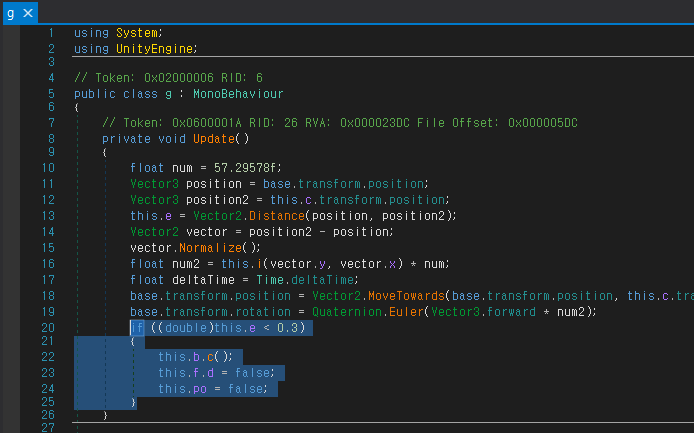 g ×
1 using System;
2 using UnityEngine;
3
4 // Token: 0x02000006 RID: 6
5 public class g : MonoBehaviour
6 {
7 // Token: 0x0600001A RID: 26 RVA: 0x000023DC File Offset: 0x000005DC
8 private void Update()
9 {
10 float num = 57.29578f;
11 Vector3 position = base.transform.position;
12 Vector3 position2 = this.c.transform.position;
13 this.e = Vector2.Distance(position, position2);
14 Vector2 vector = position2 - position;
15 vector.Normalize();
16 float num2 = this.i(vector.y, vector.x) * num;
17 float deltaTime = Time.deltaTime;
18 base.transform.position = Vector2.MoveTowards(base.transform.position, this.c.tra
19 base.transform.rotation = Quaternion.Euler(Vector3.forward * num2);
20 if ((double)this.e < 0.3)
21 {
22 this.b.c();
23 this.f.d = false;
24 this.po = false;
25 }
26 }
27